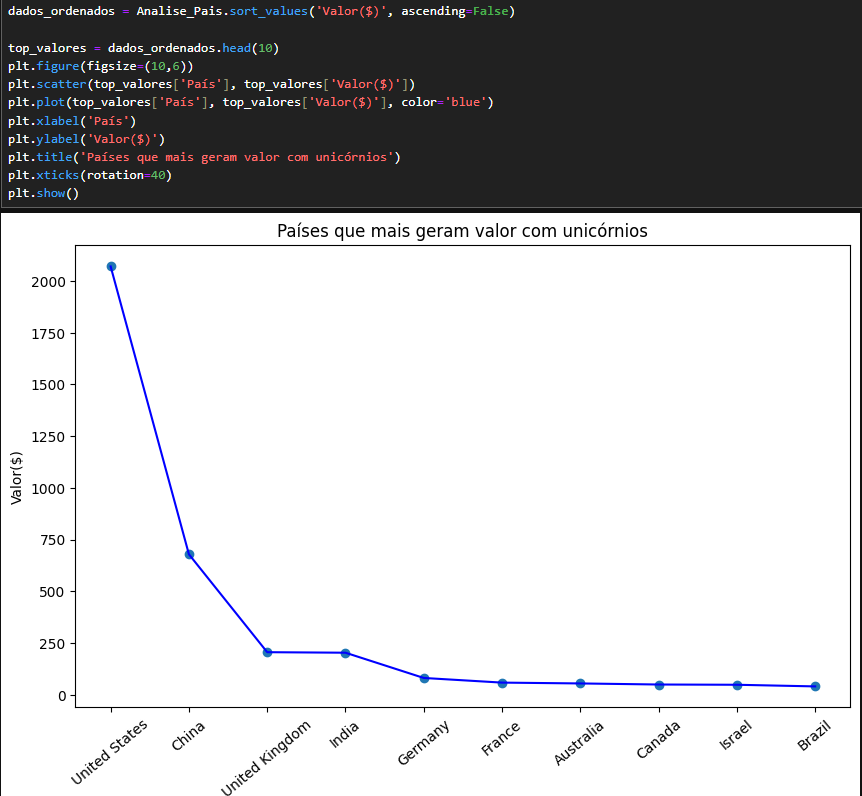 dados_ordenados = Analise_Pais.sort_values('Valor($)', ascending=False)
top_valores = dados_ordenados.head(10)
plt.figure(figsize=(10,6))
plt.scatter(top_valores['País'], top_valores['Valor($)'])
plt.plot(top_valores['País'], top_valores['Valor($)'], color='blue')
plt.xlabel('País')
plt.ylabel('Valor($)')
plt.title('Países que mais geram valor com unicórnios')
plt.xticks(rotation=40)
plt.show()
Países que mais geram valor com unicórnios
Valor($)
2000
1750
1500
1250
1000
750
500
250
0
United States
China
United Kingdom
India
Germany
France
Australia
Canada
Israel
Brazil